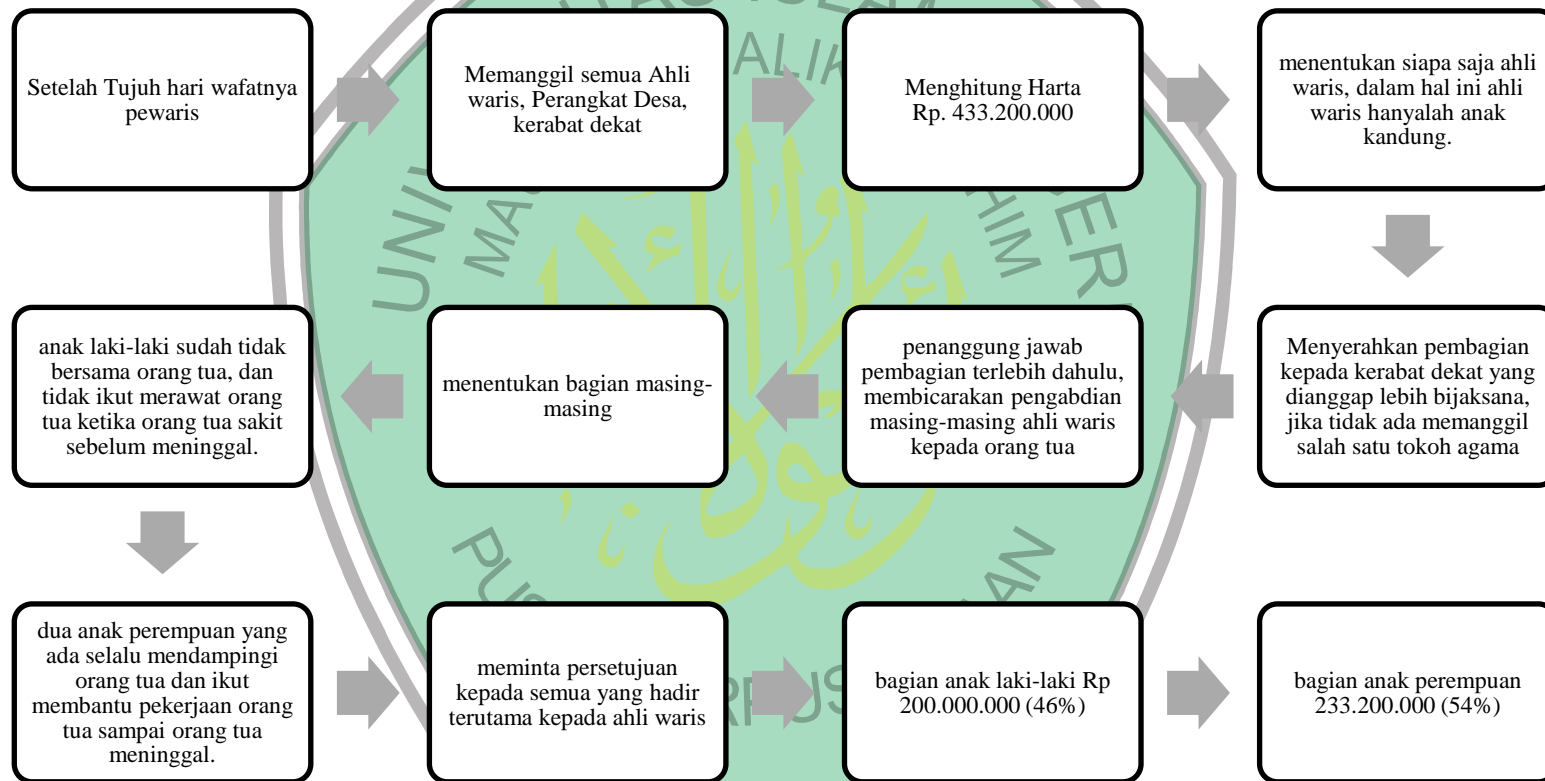 Setelah Tujuh hari wafatnya
pewaris
Memanggil semua Ahli
waris, Perangkat Desa,
kerabat dekat
Menghitung Harta
Rp. 433.200.000
menentukan siapa saja ahli
waris, dalam hal ini ahli
waris hanyalah anak
kandung.
Menyerahkan pembagian
kepada kerabat dekat yang
dianggap lebih bijaksana,
jika tidak ada memanggil
salah satu tokoh agama
penanggung jawab
pembagian terlebih dahulu,
membicarakan pengabdian
masing-masing ahli waris
kepada orang tua
menentukan bagian masing-
masing
anak laki-laki sudah tidak
bersama orang tua, dan
tidak ikut merawat orang
tua ketika orang tua sakit
sebelum meninggal.
dua anak perempuan yang
ada selalu mendampingi
orang tua dan ikut
membantu pekerjaan orang
tua sampai orang tua
meninggal.
meminta persetujuan
kepada semua yang hadir
terutama kepada ahli waris
bagian anak laki-laki Rp
200.000.000 (46%)
bagian anak perempuan
233.200.000 (54%)